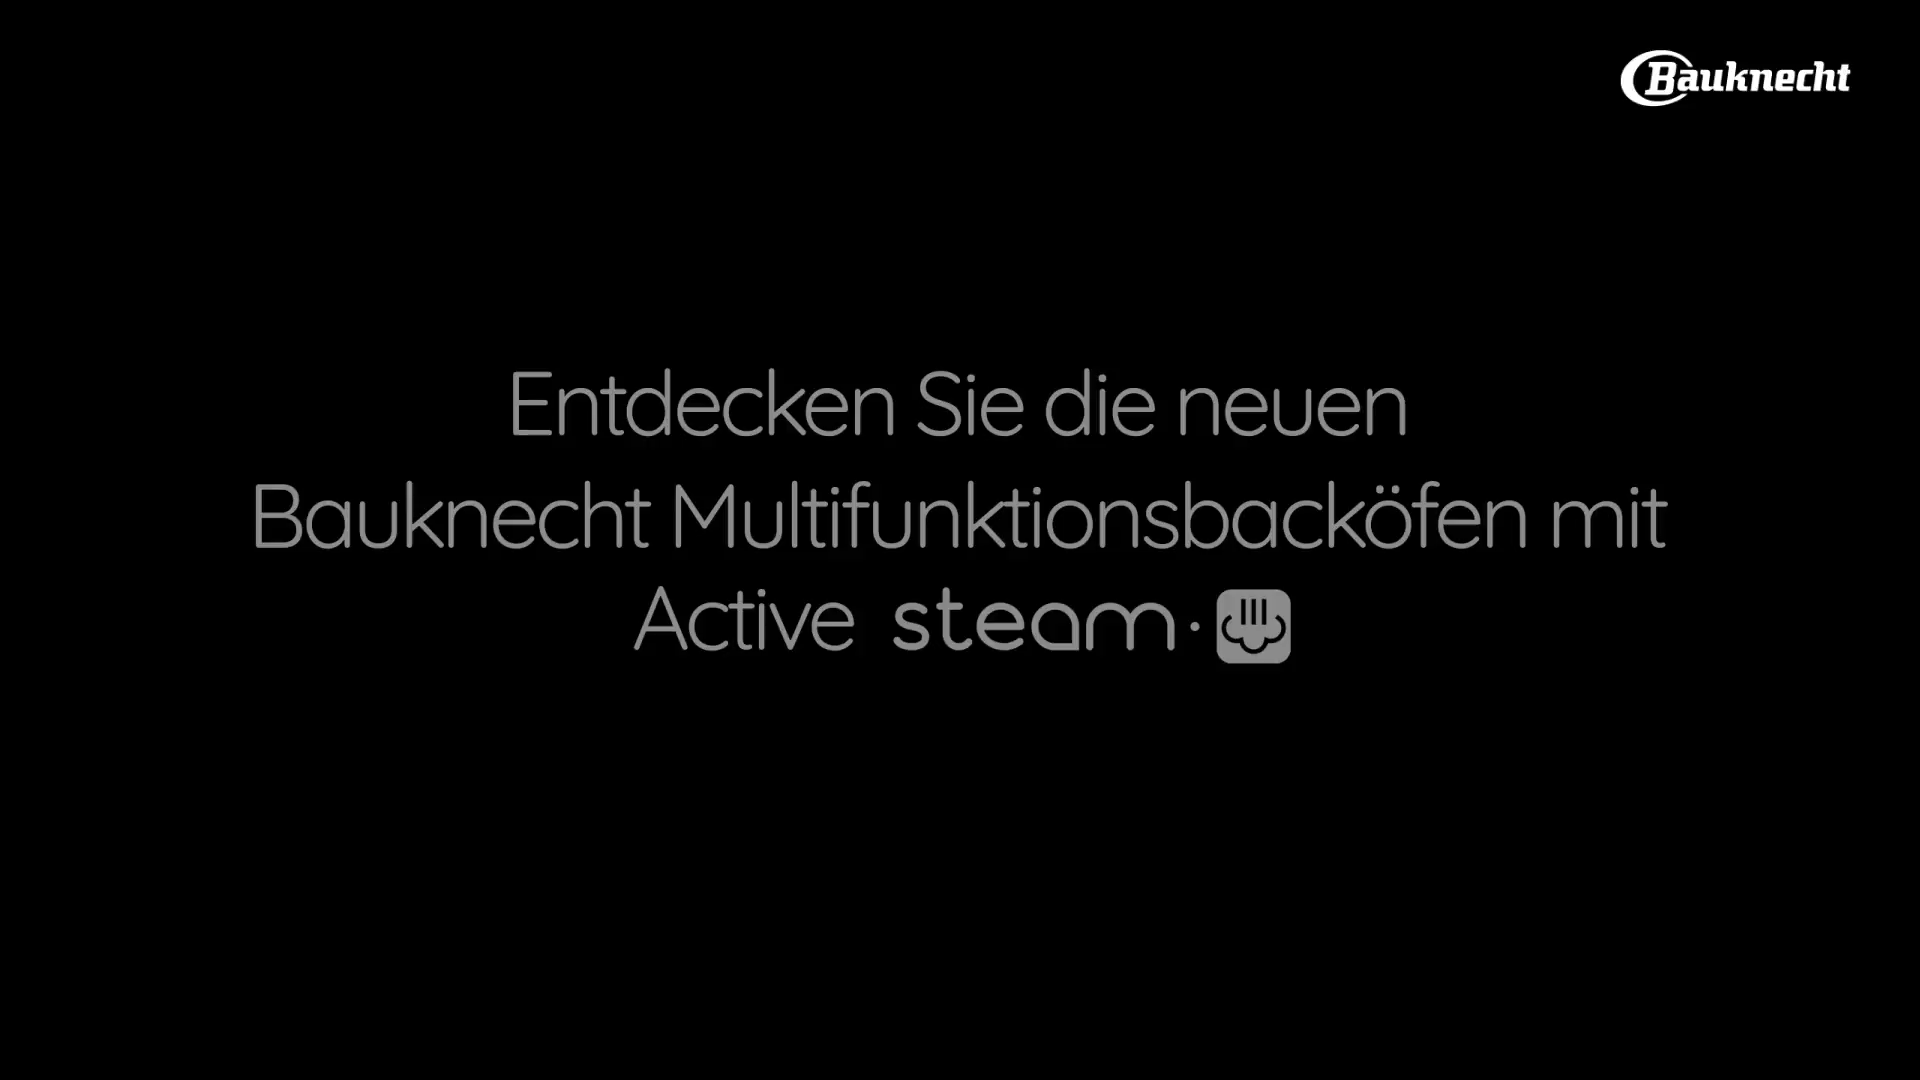 Bauknecht
Entdecken Sie die neuen
Bauknecht Multifunktionsbacköfen mit
Active steam·